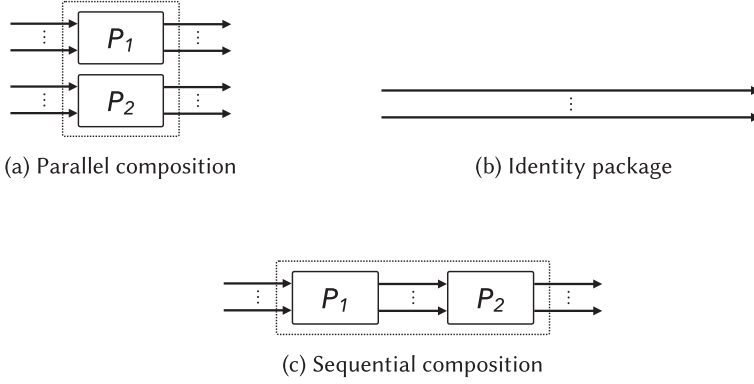 P1
P2
(a) Parallel composition
(b) Identity package
P1 P2
(c) Sequential composition